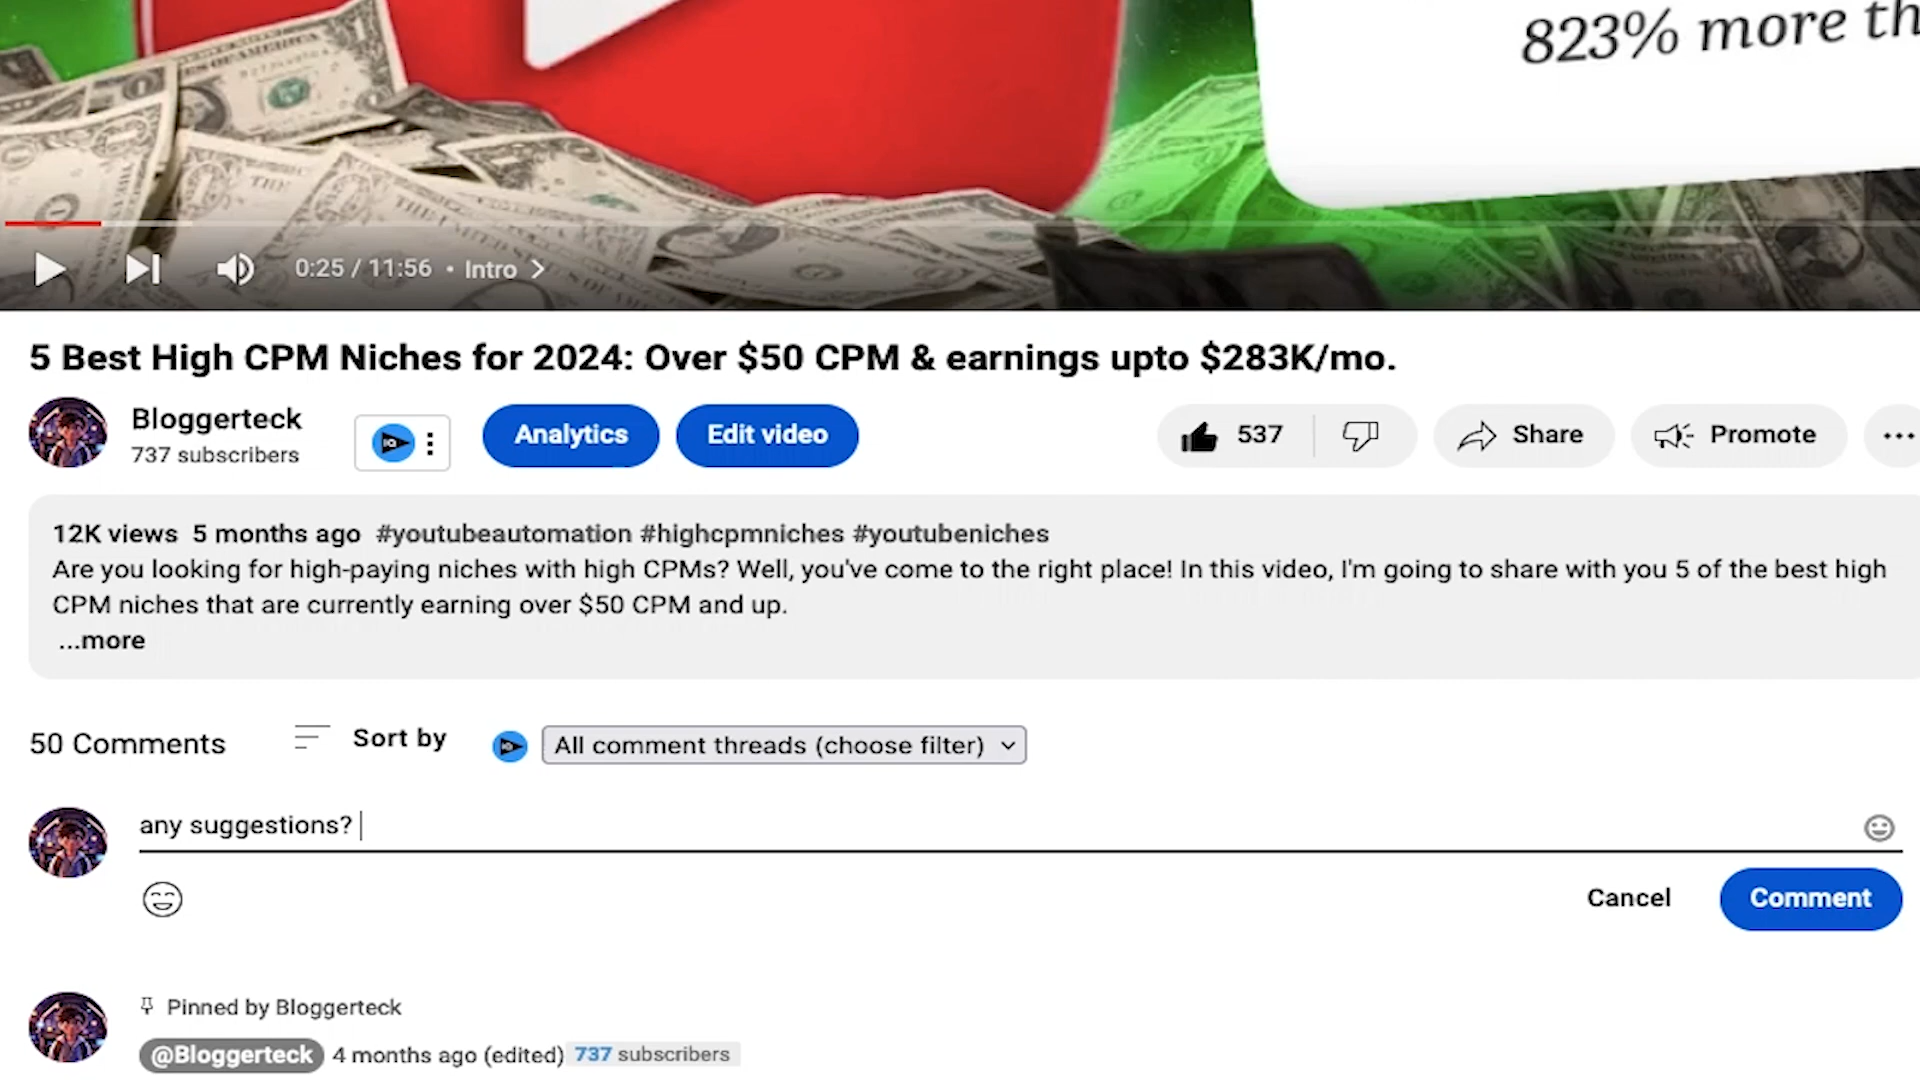 823% more th
0:25 / 11:56 • Intro >
5 Best High CPM Niches for 2024: Over $50 CPM & earnings upto $283K/mo.
Bloggerteck
737 subscribers
Analytics
Edit video
537
Share
Promote
12K views 5 months ago #youtubeautomation #highcpmniches #youtubeniches
Are you looking for high-paying niches with high CPMs? Well, you've come to the right place! In this video, I'm going to share with you 5 of the best high
CPM niches that are currently earning over $50 CPM and up.
...more
50 Comments
Sort by
All comment threads (choose filter)
any suggestions?
Cancel
Comment
Pinned by Bloggerteck
@Bloggerteck 4 months ago (edited) 737 subscribers